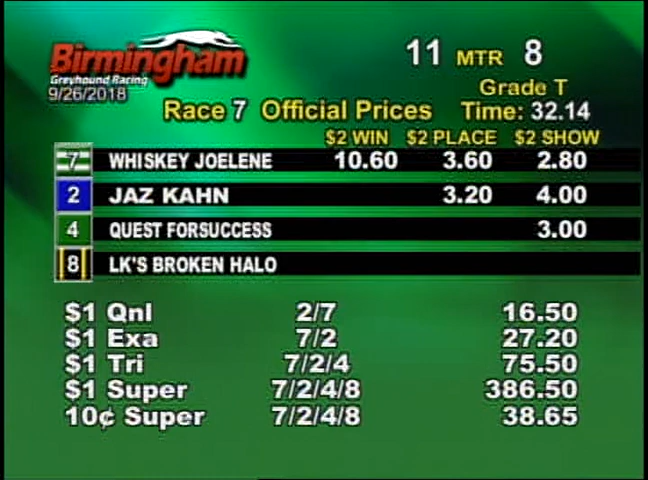 Birmingham
Greyhound Racing
9/26/2018
11 MTR 8
Grade T
Race 7 Official Prices Time: 32.14
$2 WIN $2 PLACE $2 SHOW
7 WHISKEY JOELENE 10.60 3.60 2.80
2 JAZ KAHN 3.20 4.00
4 QUEST FORSUCCESS 3.00
8 LK'S BROKEN HALO
$1 Qnl 2/7 16.50
$1 Exa 7/2 27.20
$1 Tri 7/2/4 75.50
$1 Super 7/2/4/8 386.50
10¢ Super 7/2/4/8 38.65